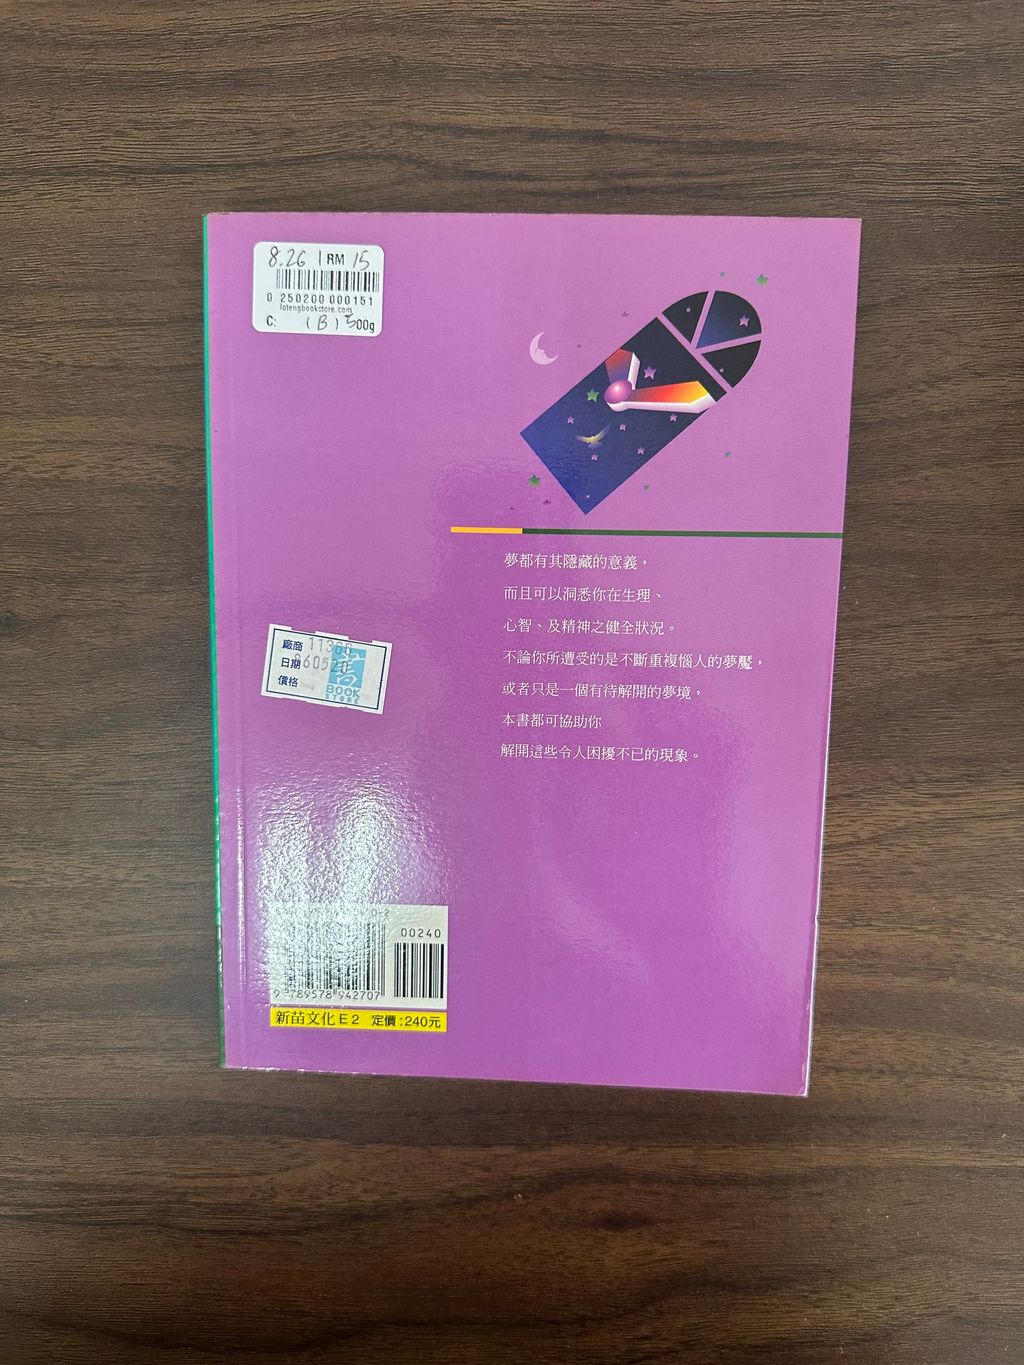 8.26 | RM 15
0 250200 000151
lotengbookstore.com
C: (B) 500g
夢都有其隱藏的意義，
而且可以洞悉你在生理、
心智、及精神之健全狀況。
不論你所遭受的是不斷重複惱人的夢魘，
或者只是一個有待解開的夢境，
本書都可協助你
解開這些令人困擾不已的現象。
廠商 11366
日期 860520
價格
書
BOOK
STORE
00240
9 789578 942707
新苗文化 E 2 定價:240元